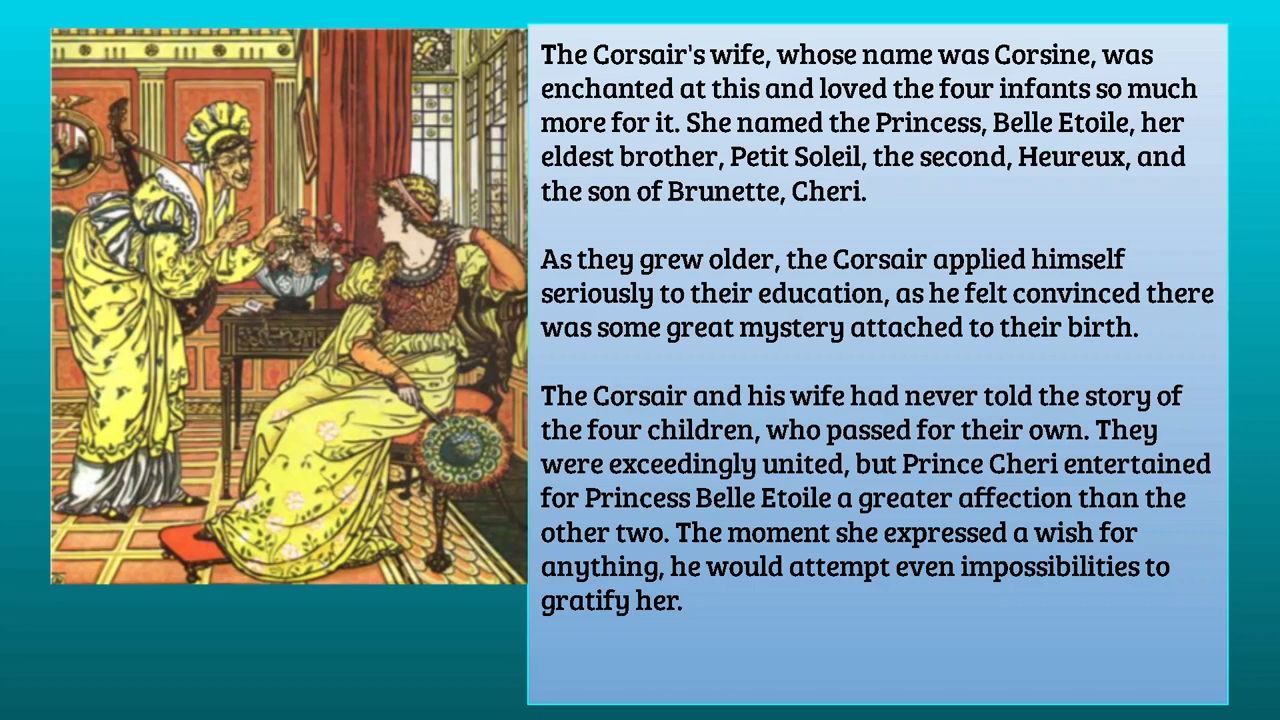 The Corsair's wife, whose name was Corsine, was
enchanted at this and loved the four infants so much
more for it. She named the Princess, Belle Etoile, her
eldest brother, Petit Soleil, the second, Heureux, and
the son of Brunette, Cheri.
As they grew older, the Corsair applied himself
seriously to their education, as he felt convinced there
was some great mystery attached to their birth.
The Corsair and his wife had never told the story of
the four children, who passed for their own. They
were exceedingly united, but Prince Cheri entertained
for Princess Belle Etoile a greater affection than the
other two. The moment she expressed a wish for
anything, he would attempt even impossibilities to
gratify her.